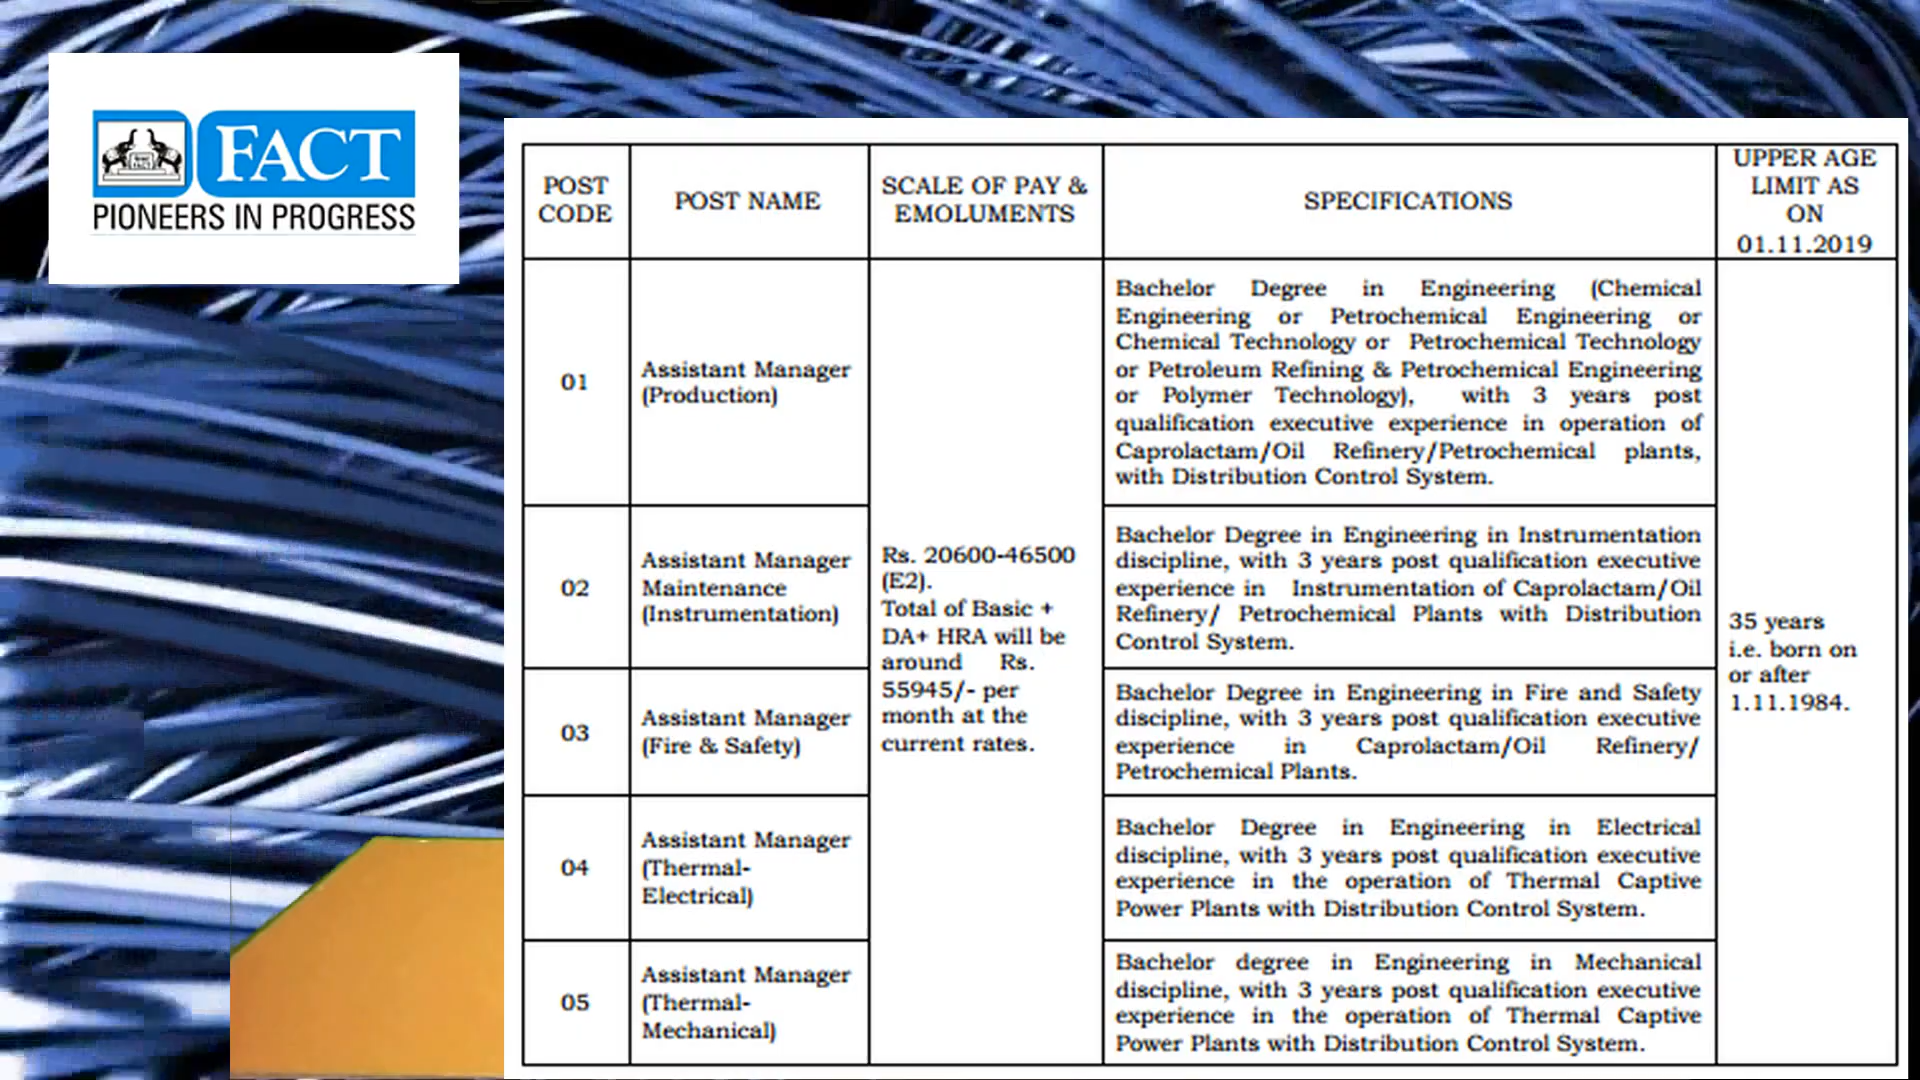 FACT
PIONEERS IN PROGRESS
POST
CODE
POST NAME
SCALE OF PAY &
EMOLUMENTS
SPECIFICATIONS
UPPER AGE
LIMIT AS
ON
01.11.2019
01
Assistant Manager
(Production)
Rs. 20600-46500
(E2).
Total of Basic +
DA+ HRA will be
around Rs.
55945/- per
month at the
current rates.
Bachelor Degree in Engineering (Chemical
Engineering or Petrochemical Engineering or
Chemical Technology or Petrochemical Technology
or Petroleum Refining & Petrochemical Engineering
or Polymer Technology), with 3 years post
qualification executive experience in operation of
Caprolactam/Oil Refinery/Petrochemical plants,
with Distribution Control System.
35 years
i.e. born on
or after
1.11.1984.
02
Assistant Manager
Maintenance
(Instrumentation)
Bachelor Degree in Engineering in Instrumentation
discipline, with 3 years post qualification executive
experience in Instrumentation of Caprolactam/Oil
Refinery/ Petrochemical Plants with Distribution
Control System.
03
Assistant Manager
(Fire & Safety)
Bachelor Degree in Engineering in Fire and Safety
discipline, with 3 years post qualification executive
experience in Caprolactam/Oil Refinery/
Petrochemical Plants.
04
Assistant Manager
(Thermal-
Electrical)
Bachelor Degree in Engineering in Electrical
discipline, with 3 years post qualification executive
experience in the operation of Thermal Captive
Power Plants with Distribution Control System.
05
Assistant Manager
(Thermal-
Mechanical)
Bachelor degree in Engineering in Mechanical
discipline, with 3 years post qualification executive
experience in the operation of Thermal Captive
Power Plants with Distribution Control System.